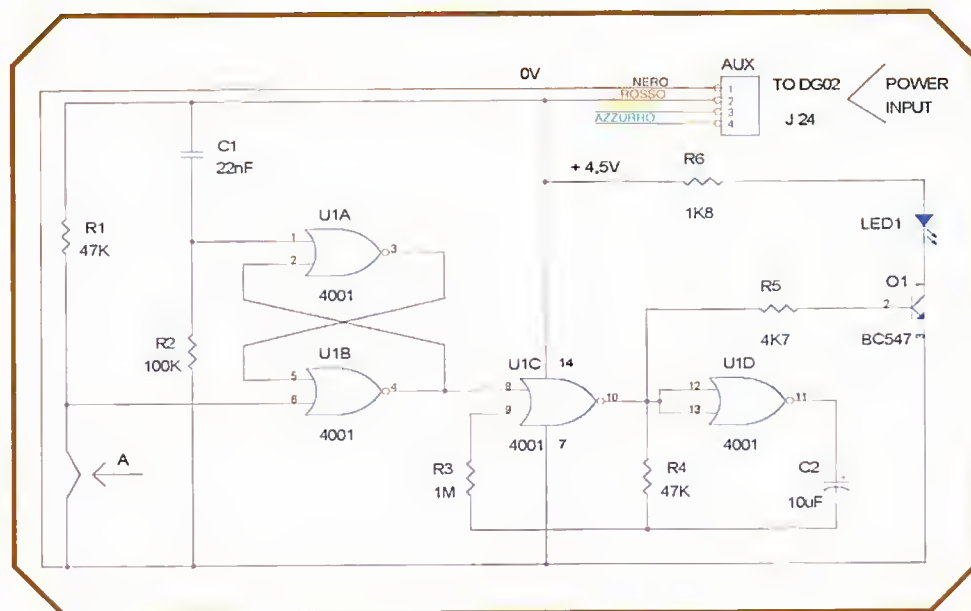 AUX
0V
NERO
1
TO DG02
POWER
ROSSO
2
INPUT
3
J 24
AZZURRO
4
C1
22nF
+ 4,5V
R6
1K8
R1
47K
U1A
1
3
2
4001
LED1
R5
4K7
Q1
2
BC547
3
R2
100K
U1B
5
4
6
4001
U1C
14
8
10
9
4001
7
U1D
12
11
13
4001
A
R3
1M
R4
47K
C2
+
10uF